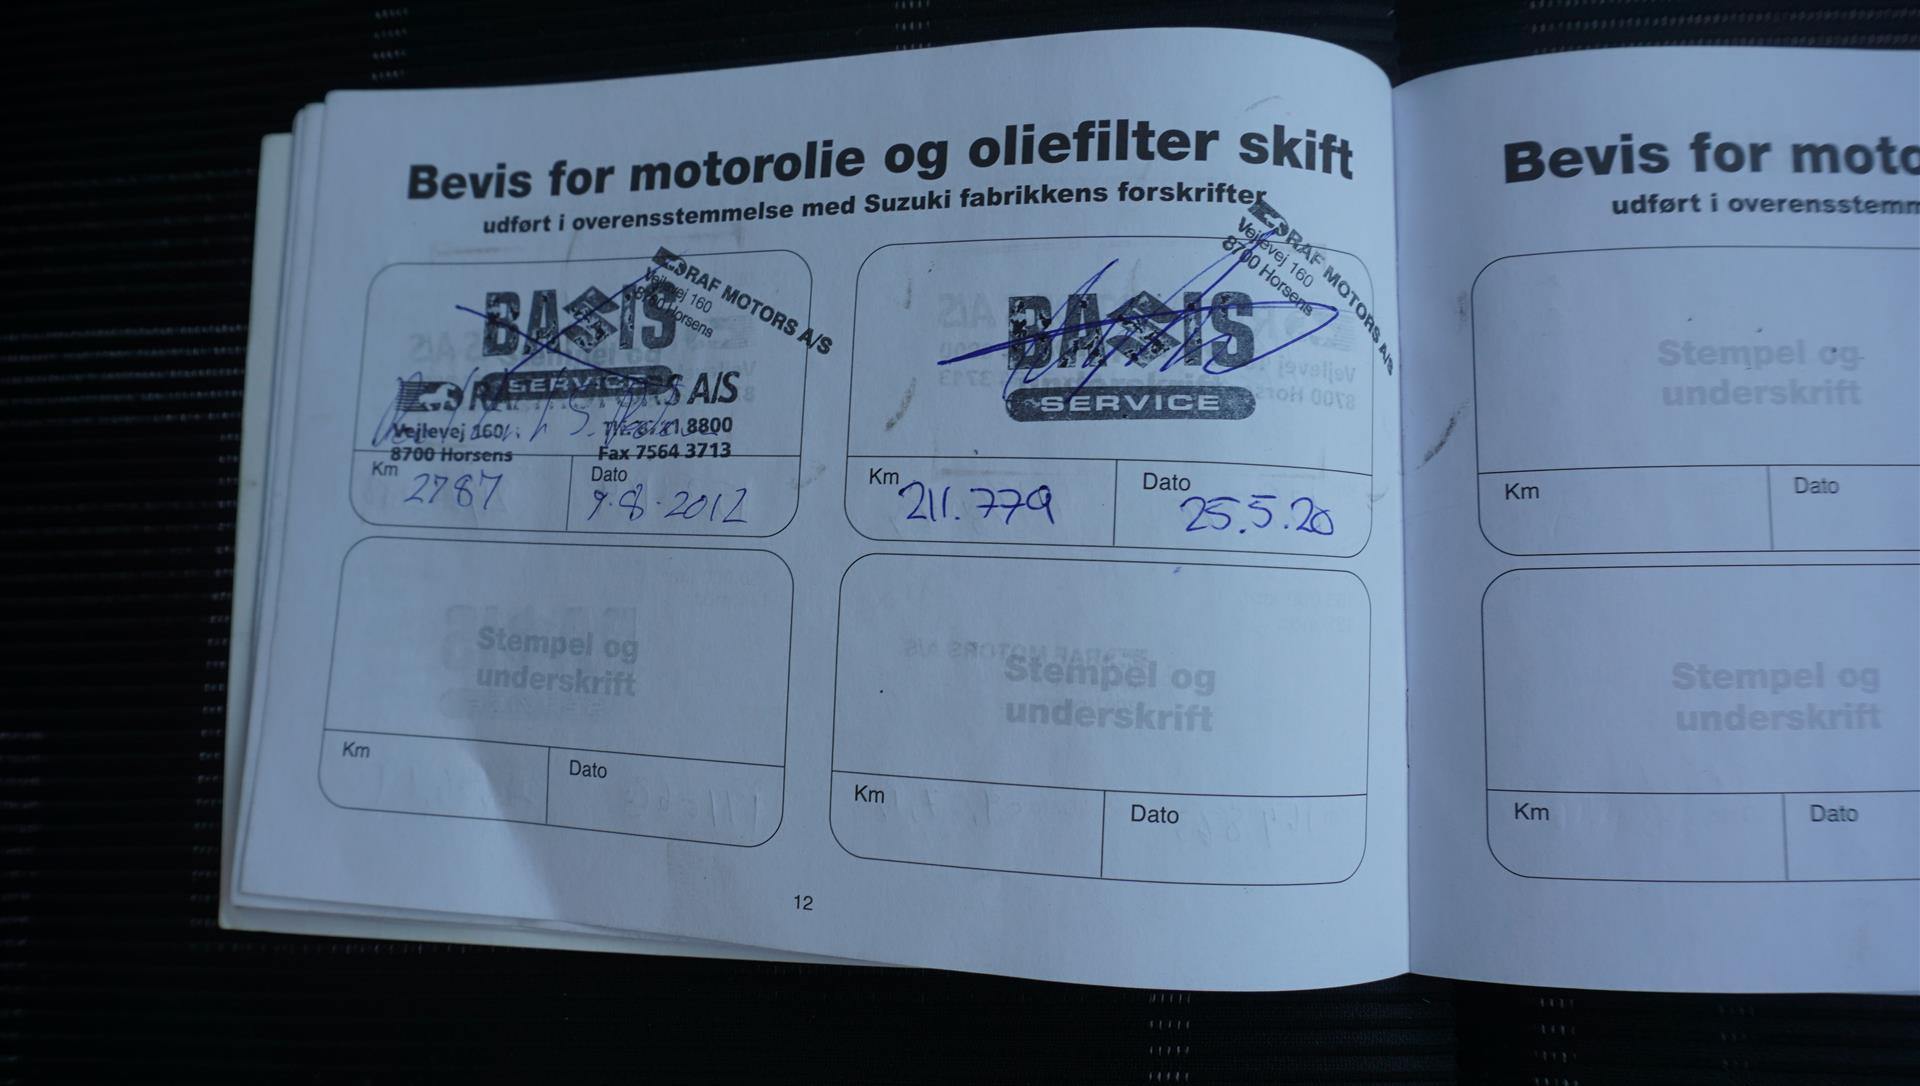 Bevis for motorolie og oliefilter skift
udført i overensstemmelse med Suzuki fabrikkens forskrifter
BASIS
SERVICE
RAF MOTORS A/S
Vejlevej 160
8700 Horsens
A/S
Vejlevej 160
8800
8700 Horsens
Fax 7564 3713
Km
2787
Dato
9.8.2012
BASIS
SERVICE
RAF MOTORS A/S
Vejlevej 160
8700 Horsens
Km
211.779
Dato
25.5.20
Stempel og
underskrift
Km
Dato
Stempel og
underskrift
Km
Dato
12
Bevis for moto
udført i overensstemm
Stempel og
underskrift
Km
Dato
Stempel og
underskrift
Km
Dato